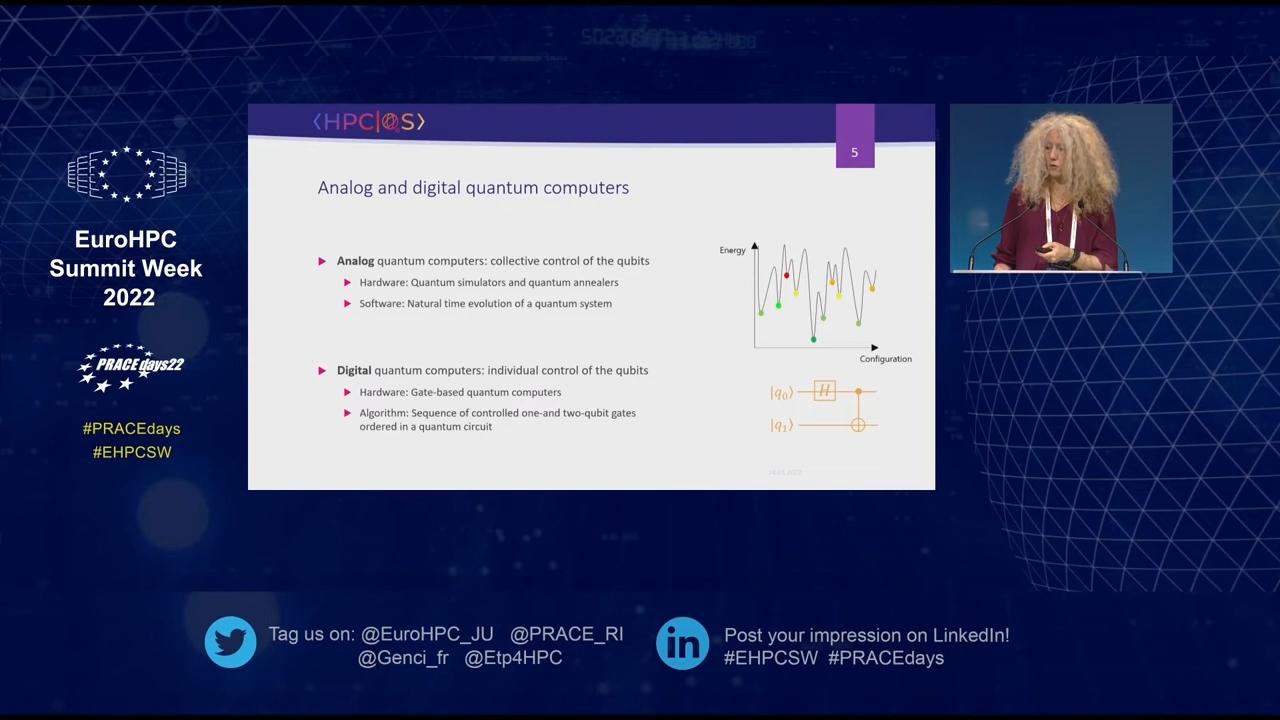 EuroHPC
Summit Week
2022
PRACEdays22
#PRACEdays
#EHPCSW
<HPC|QS>
5
Analog and digital quantum computers
Analog quantum computers: collective control of the qubits
Hardware: Quantum simulators and quantum annealers
Software: Natural time evolution of a quantum system
Digital quantum computers: individual control of the qubits
Hardware: Gate-based quantum computers
Algorithm: Sequence of controlled one-and two-qubit gates
ordered in a quantum circuit
Energy
Configuration
|q₀⟩ H
|q₁⟩
Tag us on: @EuroHPC_JU @PRACE_RI
@Genci_fr @Etp4HPC
in
Post your impression on LinkedIn!
#EHPCSW #PRACEdays